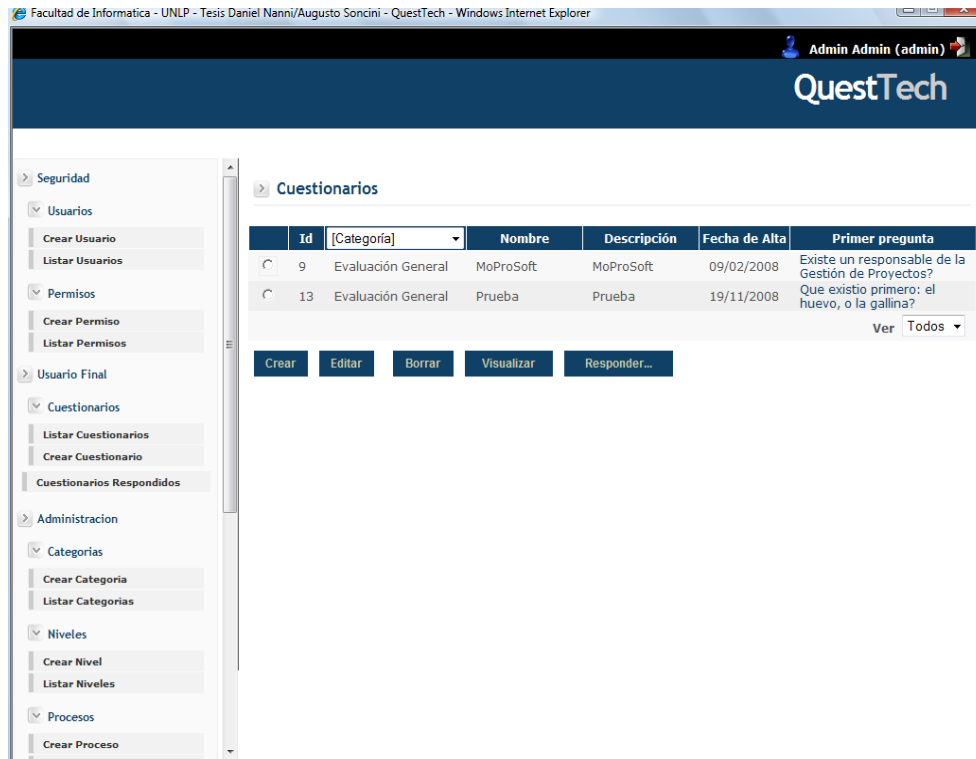 Facultad de Informatica - UNLP - Tesis Daniel Nanni/Augusto Soncini - QuestTech - Windows Internet Explorer
Admin Admin (admin)
QuestTech
Seguridad
Usuarios
Crear Usuario
Listar Usuarios
Permisos
Crear Permiso
Listar Permisos
Usuario Final
Cuestionarios
Listar Cuestionarios
Crear Cuestionario
Cuestionarios Respondidos
Administracion
Categorias
Crear Categoria
Listar Categorias
Niveles
Crear Nivel
Listar Niveles
Procesos
Crear Proceso
Cuestionarios
Id [Categoría] Nombre Descripción Fecha de Alta Primer pregunta
9 Evaluación General MoProSoft MoProSoft 09/02/2008 Existe un responsable de la
Gestión de Proyectos?
13 Evaluación General Prueba Prueba 19/11/2008 Que existio primero: el
huevo, o la gallina?
Ver Todos
Crear Editar Borrar Visualizar Responder...